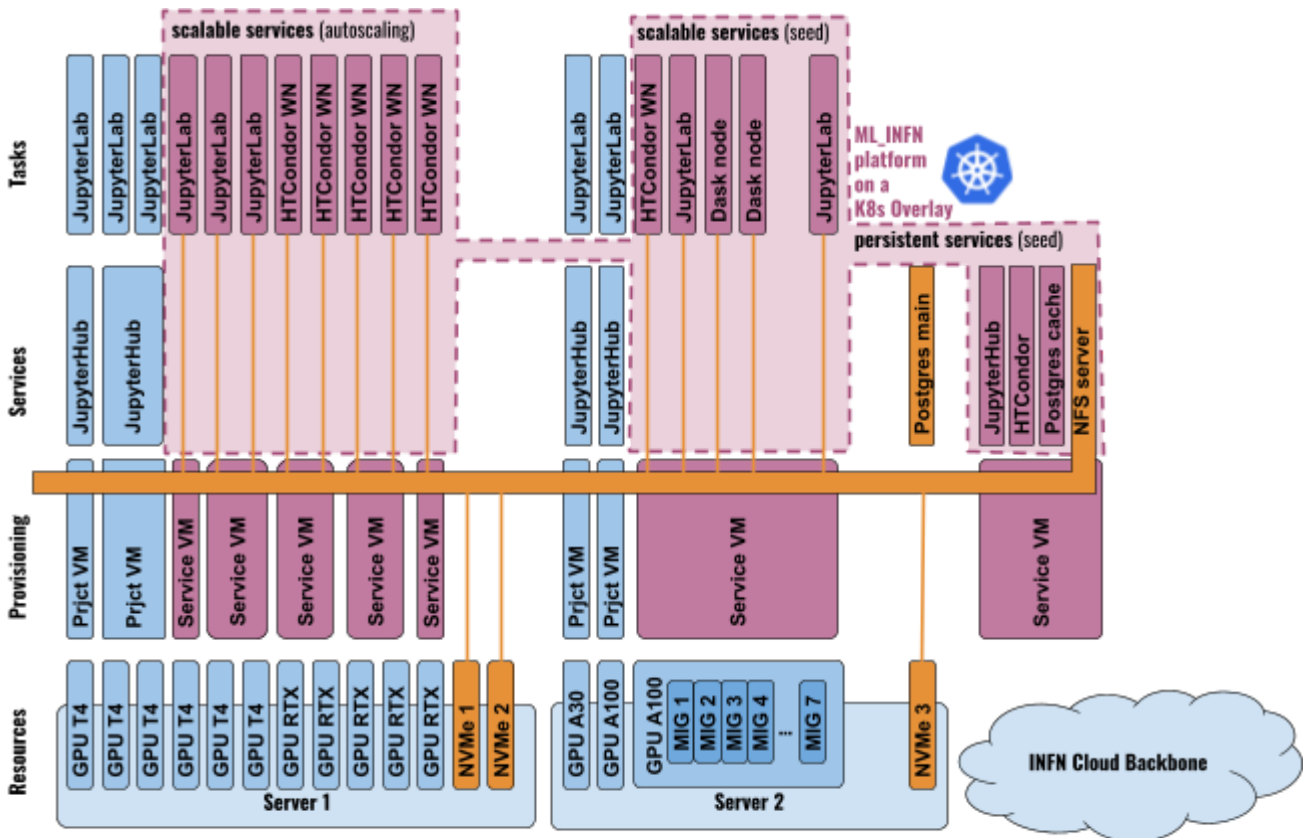 scalable services (autoscaling)
scalable services (seed)
Tasks
JupyterLab
JupyterLab
JupyterLab
JupyterLab
JupyterLab
JupyterLab
HTCondor WN
HTCondor WN
HTCondor WN
HTCondor WN
HTCondor WN
JupyterLab
JupyterLab
HTCondor WN
JupyterLab
Dask node
Dask node
JupyterLab
ML_INFN
platform
on a
K8s Overlay
persistent services (seed)
Services
JupyterHub
JupyterHub
JupyterHub
JupyterHub
Postgres main
JupyterHub
HTCondor
Postgres cache
NFS server
Provisioning
Prjct VM
Prjct VM
Service VM
Service VM
Service VM
Service VM
Service VM
Prjct VM
Prjct VM
Service VM
Service VM
Resources
GPU T4
GPU T4
GPU T4
GPU T4
GPU T4
GPU T4
GPU RTX
GPU RTX
GPU RTX
GPU RTX
GPU RTX
NVMe 1
NVMe 2
GPU A30
GPU A100
GPU A100
MIG 1
MIG 2
MIG 3
MIG 4
...
MIG 7
NVMe 3
Server 1
Server 2
INFN Cloud Backbone